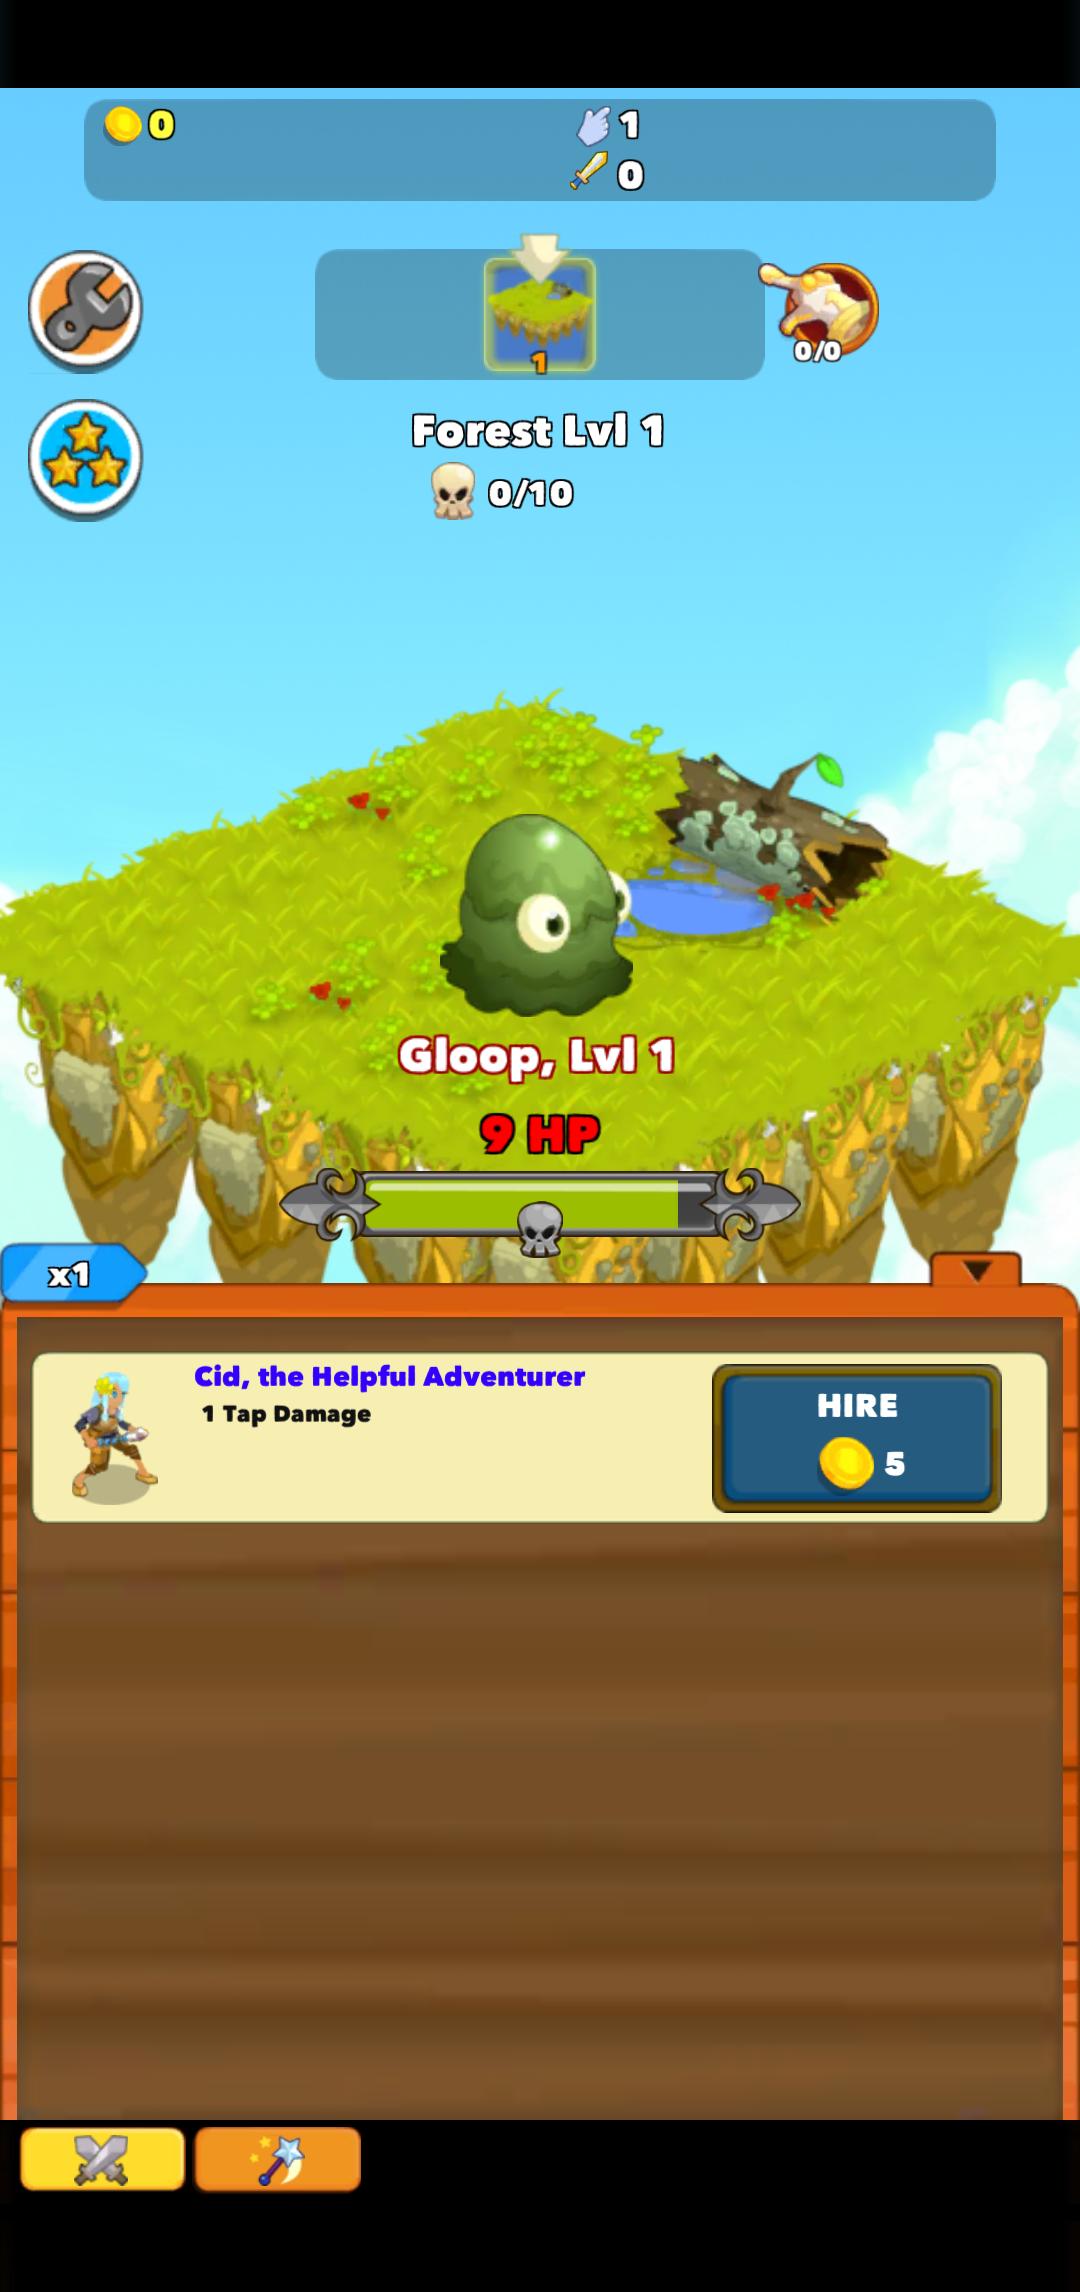 0
1
0
1
0/0
Forest Lvl 1
0/10
Gloop, Lvl 1
9 HP
x1
Cid, the Helpful Adventurer
1 Tap Damage
HIRE
5